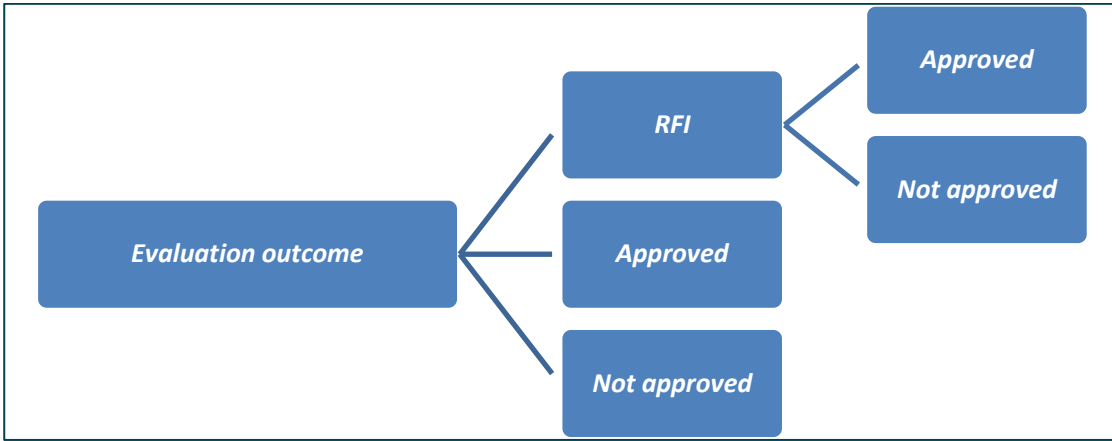 Evaluation outcome
RFI
Approved
Not approved
Approved
Not approved